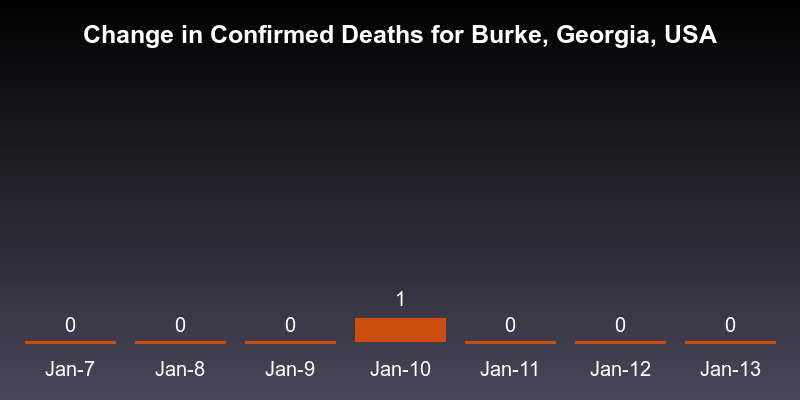 Change in Confirmed Deaths for Burke, Georgia, USA
1
0 0 0 0 0 0
Jan-7 Jan-8 Jan-9 Jan-10 Jan-11 Jan-12 Jan-13